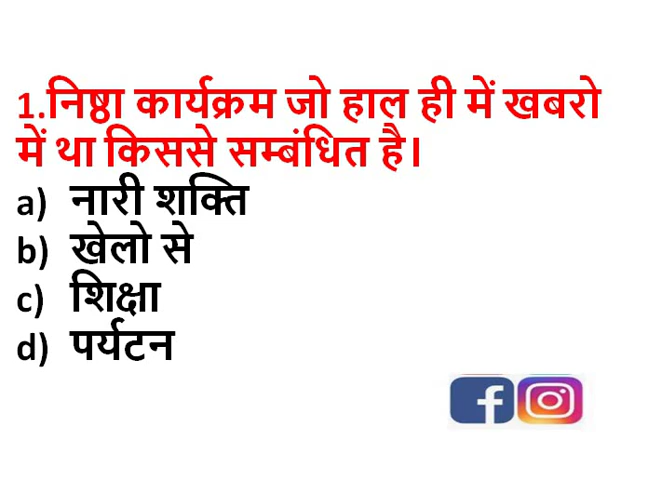 1.निष्ठा कार्यक्रम जो हाल ही में खबरो
में था किससे सम्बंधित है।
a) नारी शक्ति
b) खेलो से
c) शिक्षा
d) पर्यटन